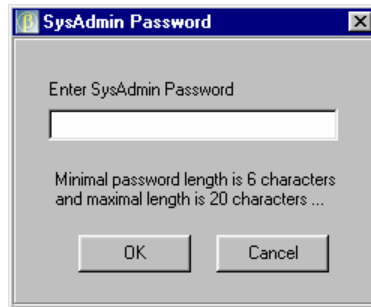 β SysAdmin Password
Enter SysAdmin Password
Minimal password length is 6 characters
and maximal length is 20 characters ...
OK Cancel